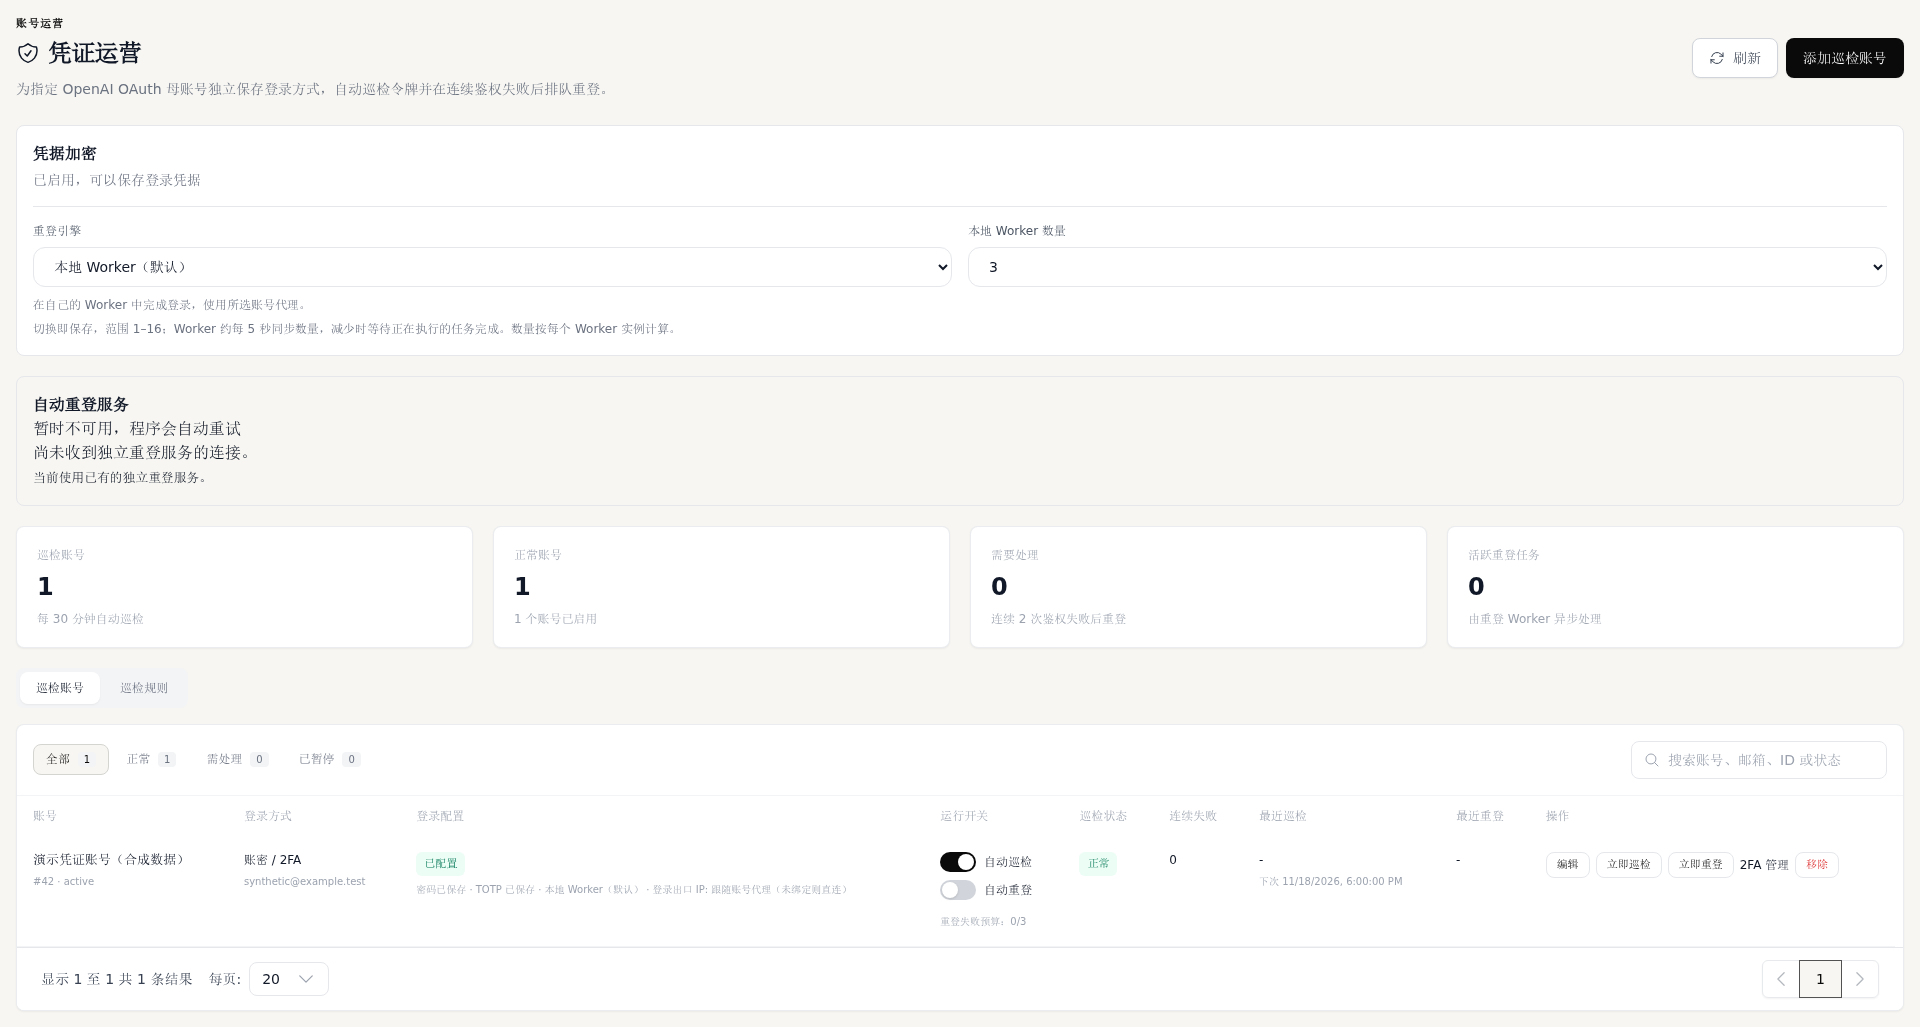 账号运营
凭证运营
为指定 OpenAI OAuth 母账号独立保存登录方式，自动巡检令牌并在连续鉴权失败后排队重登。
刷新
添加巡检账号
凭据加密
已启用，可以保存登录凭据
重登引擎
本地 Worker（默认）
在自己的 Worker 中完成登录，使用所选账号代理。
本地 Worker 数量
3
切换即保存，范围 1–16；Worker 约每 5 秒同步数量，减少时等待正在执行的任务完成。数量按每个 Worker 实例计算。
自动重登服务
暂时不可用，程序会自动重试
尚未收到独立重登服务的连接。
当前使用已有的独立重登服务。
巡检账号
1
每 30 分钟自动巡检
正常账号
1
1 个账号已启用
需要处理
0
连续 2 次鉴权失败后重登
活跃重登任务
0
由重登 Worker 异步处理
巡检账号 巡检规则
全部 1 正常 1 需处理 0 已暂停 0
搜索账号、邮箱、ID 或状态
账号 登录方式 登录配置 运行开关 巡检状态 连续失败 最近巡检 最近重登 操作
演示凭证账号（合成数据）
#42 · active
账密 / 2FA
synthetic@example.test
已配置
密码已保存 · TOTP 已保存 · 本地 Worker（默认） · 登录出口 IP: 跟随账号代理（未绑定则直连）
自动巡检
自动重登
重登失败预算：0/3
正常
0
-
下次 11/18/2026, 6:00:00 PM
-
编辑 立即巡检 立即重登 2FA 管理 移除
显示 1 至 1 共 1 条结果 每页: 20
1